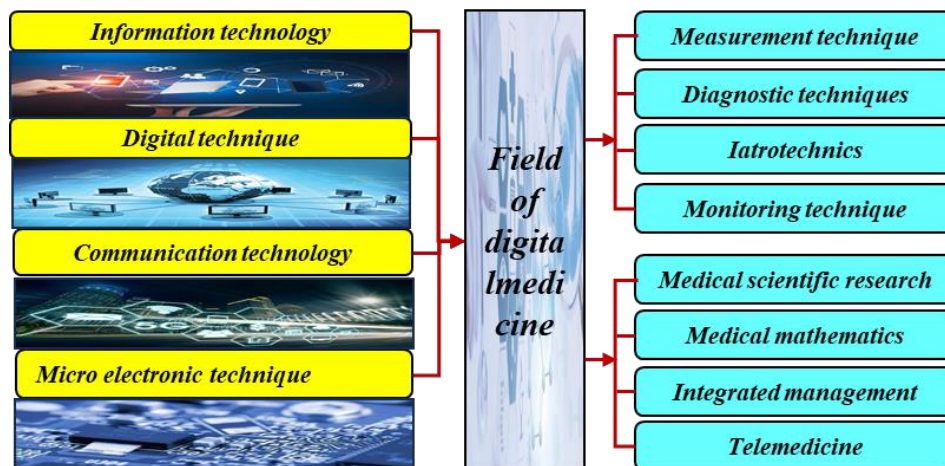 Information technology
Digital technique
Communication technology
Micro electronic technique
Field
of
digita
lmedi
cine
Measurement technique
Diagnostic techniques
Iatrotechnics
Monitoring technique
Medical scientific research
Medical mathematics
Integrated management
Telemedicine